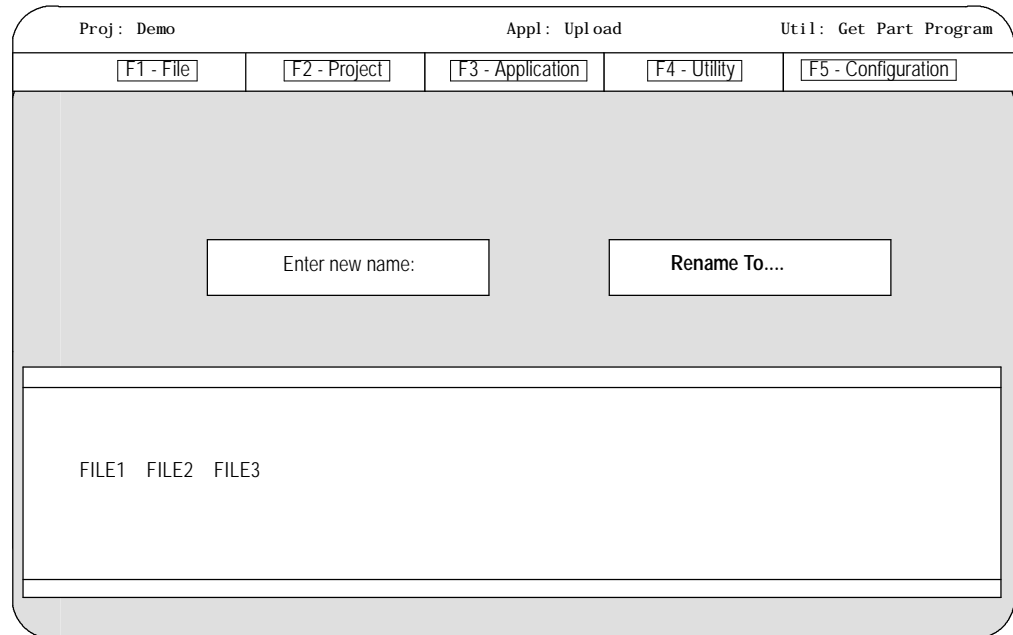 Proj: Demo Appl: Upload Util: Get Part Program
F1 - File F2 - Project F3 - Application F4 - Utility F5 - Configuration
Enter new name: Rename To....
FILE1 FILE2 FILE3